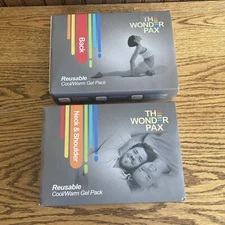 Back
THE
WONDER
PAX
Reusable
Cool/Warm Gel Pack
Neck & Shoulder
THE
WONDER
PAX
Reusable
Cool/Warm Gel Pack